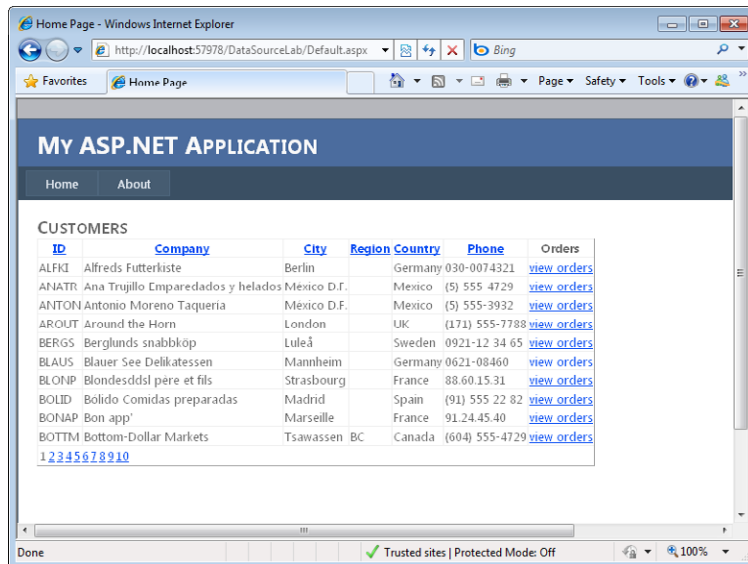 Home Page - Windows Internet Explorer
http://localhost:57978/DataSourceLab/Default.aspx
Bing
Favorites
Home Page
Page
Safety
Tools
»
MY ASP.NET APPLICATION
Home
About
CUSTOMERS
ID Company City Region Country Phone Orders
ALFKI Alfreds Futterkiste Berlin Germany 030-0074321 view orders
ANATR Ana Trujillo Emparedados y helados México D.F. Mexico (5) 555-4729 view orders
ANTON Antonio Moreno Taquería México D.F. Mexico (5) 555-3932 view orders
AROUT Around the Horn London UK (171) 555-7788 view orders
BERGS Berglunds snabbköp Luleå Sweden 0921-12 34 65 view orders
BLAUS Blauer See Delikatessen Mannheim Germany 0621-08460 view orders
BLONP Blondesddsl père et fils Strasbourg France 88.60.15.31 view orders
BOLID Bólido Comidas preparadas Madrid Spain (91) 555 22 82 view orders
BONAP Bon app' Marseille France 91.24.45.40 view orders
BOTTM Bottom-Dollar Markets Tsawassen BC Canada (604) 555-4729 view orders
1 2 3 4 5 6 7 8 9 10
Done
Trusted sites | Protected Mode: Off
100%